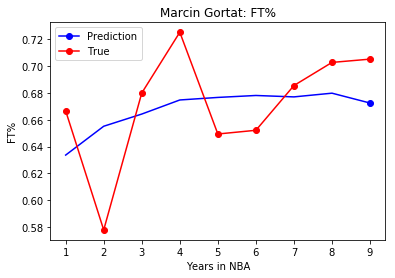 Marcin Gortat: FT%
Prediction
True
FT%
0.72
0.70
0.68
0.66
0.64
0.62
0.60
0.58
1 2 3 4 5 6 7 8 9
Years in NBA